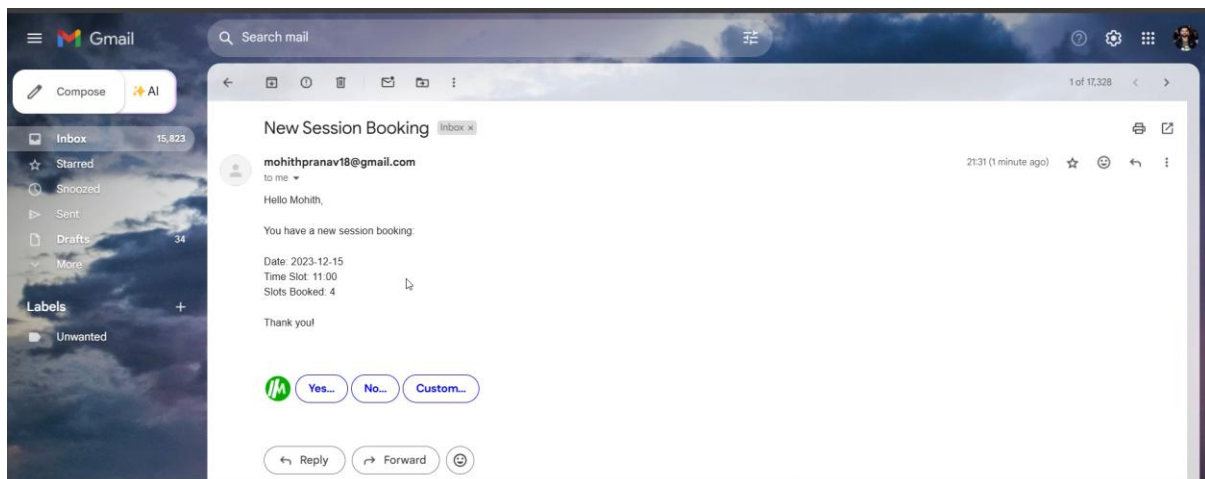 Gmail
Search mail
Compose
AI
1 of 17,328
Inbox 15,823
Starred
Snoozed
Sent
Drafts 34
More
Labels
Unwanted
New Session Booking Inbox ×
mohithpranav18@gmail.com 21:31 (1 minute ago)
to me
Hello Mohith,
You have a new session booking:
Date: 2023-12-15
Time Slot: 11:00
Slots Booked: 4
Thank you!
Yes... No... Custom...
Reply Forward